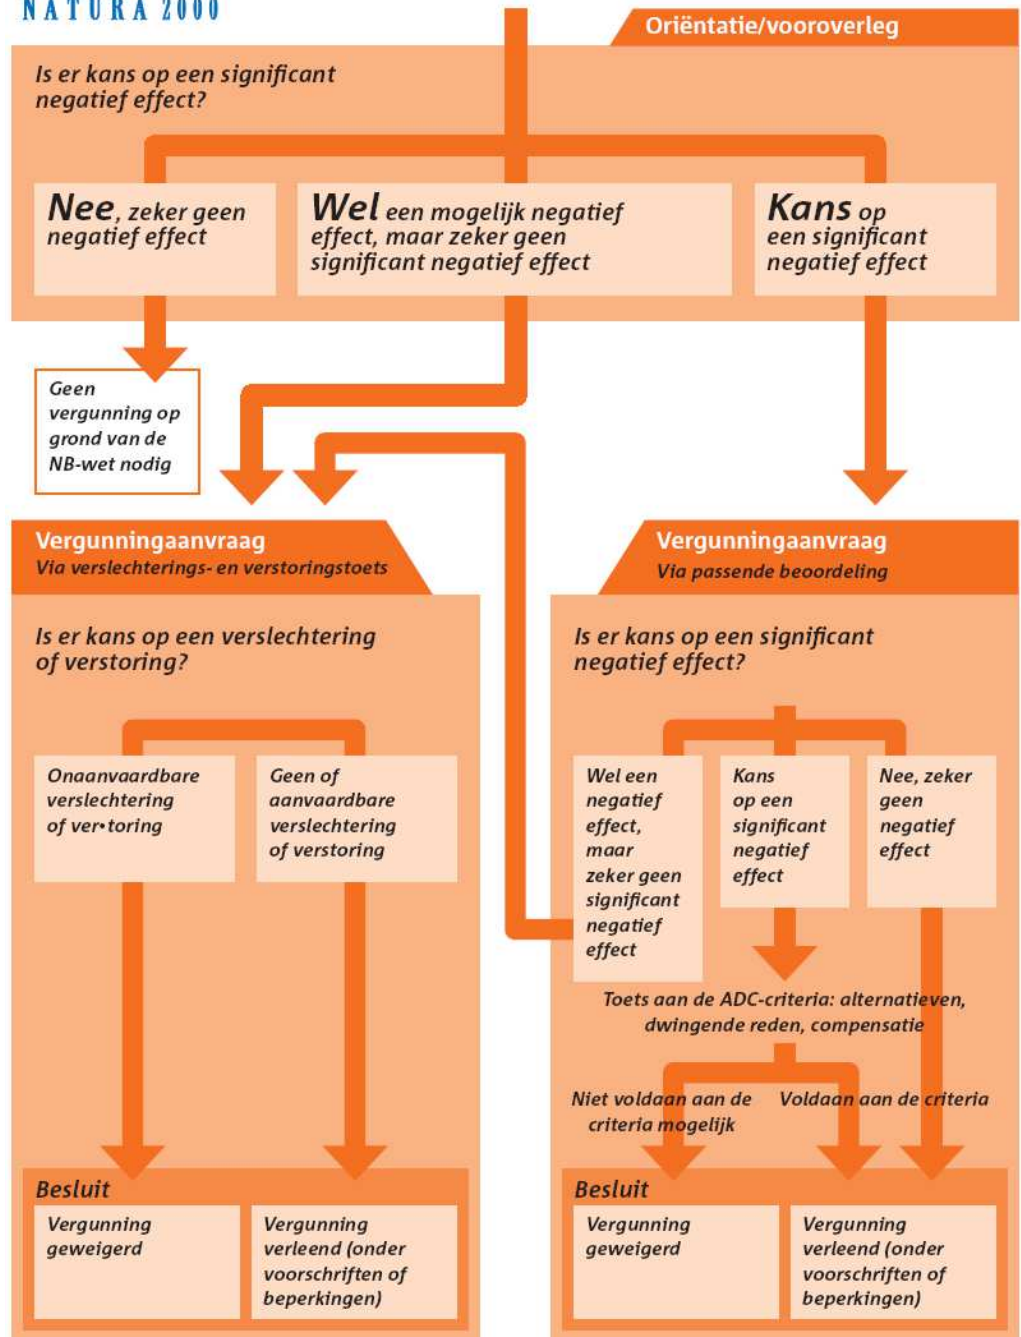 NATURA 2000
Oriëntatie/vooroverleg
Is er kans op een significant
negatief effect?
Nee, zeker geen
negatief effect
Wel een mogelijk negatief
effect, maar zeker geen
significant negatief effect
Kans op
een significant
negatief effect
Geen
vergunning op
grond van de
NB-wet nodig
Vergunningaanvraag
Via verslechterings- en verstoringstoets
Is er kans op een verslechtering
of verstoring?
Onaanvaardbare
verslechtering
of ver•toring
Geen of
aanvaardbare
verslechtering
of verstoring
Besluit
Vergunning
geweigerd
Vergunning
verleend (onder
voorschriften of
beperkingen)
Vergunningaanvraag
Via passende beoordeling
Is er kans op een significant
negatief effect?
Wel een
negatief
effect,
maar
zeker geen
significant
negatief
effect
Kans
op een
significant
negatief
effect
Nee, zeker
geen
negatief
effect
Toets aan de ADC-criteria: alternatieven,
dwingende reden, compensatie
Niet voldaan aan de
criteria mogelijk
Voldaan aan de criteria
Besluit
Vergunning
geweigerd
Vergunning
verleend (onder
voorschriften of
beperkingen)